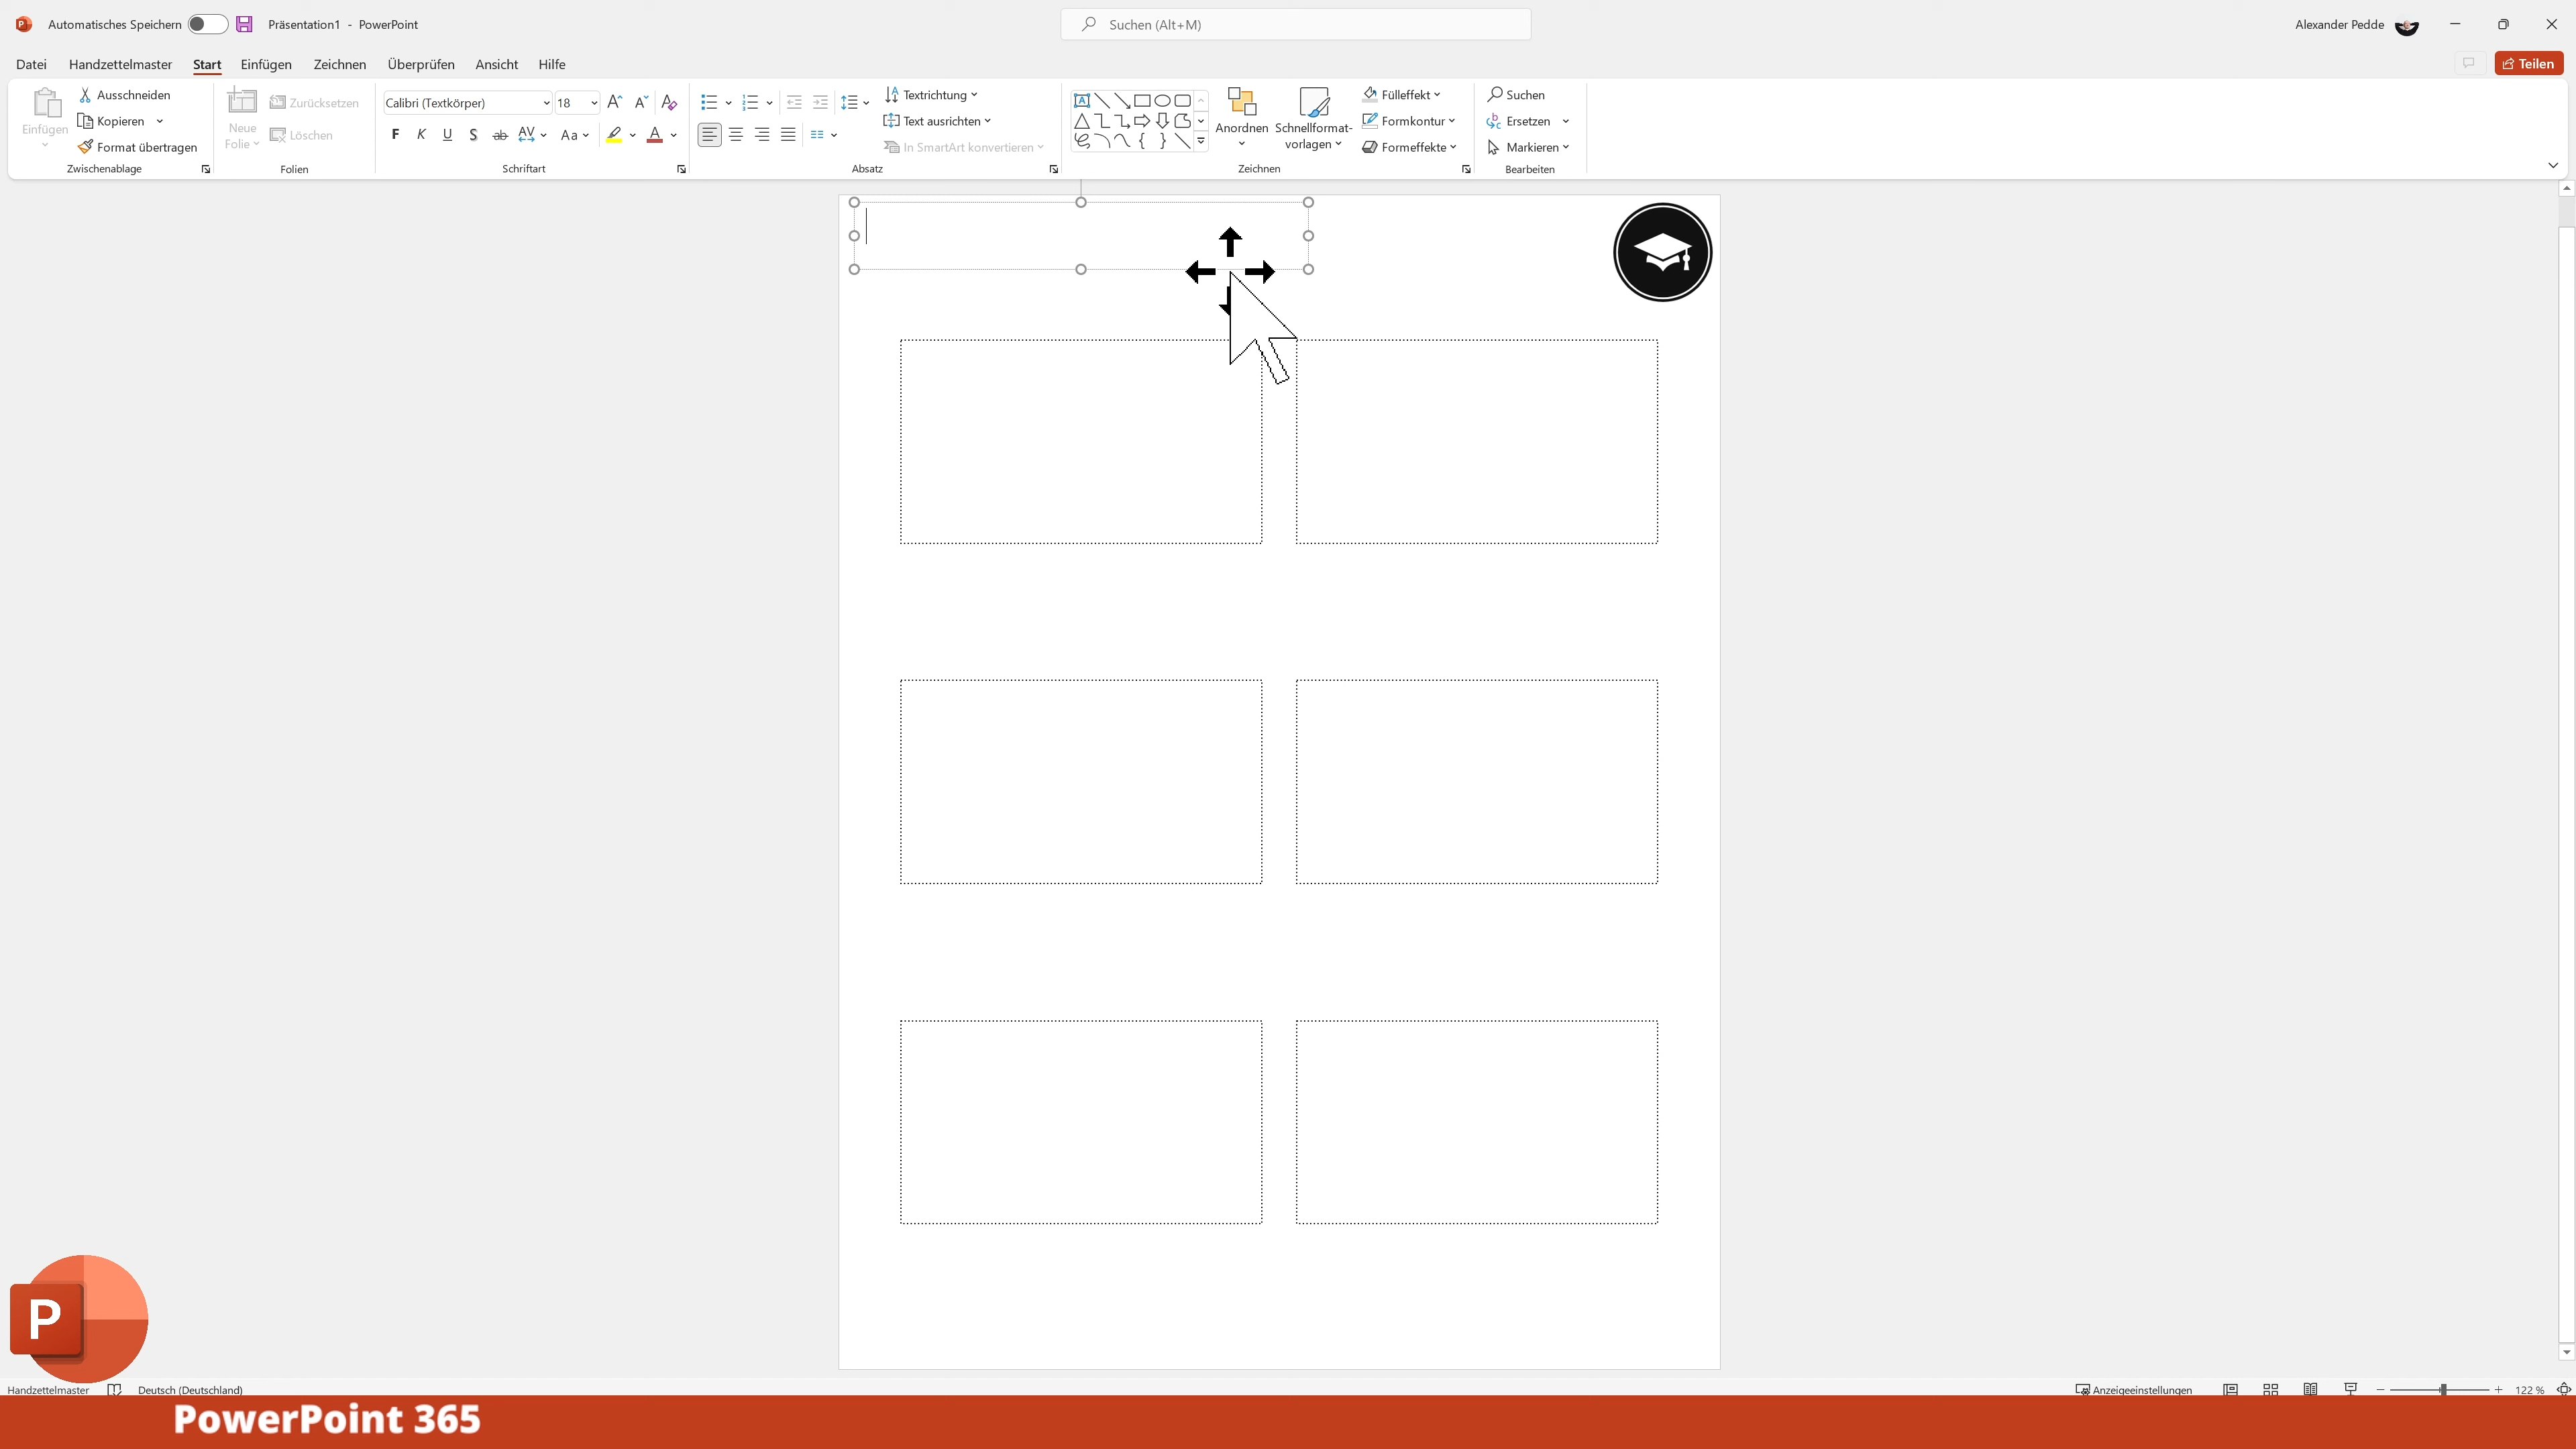 Automatisches Speichern Präsentation1 - PowerPoint Suchen (Alt+M) Alexander Pedde
Datei Handzettelmaster Start Einfügen Zeichnen Überprüfen Ansicht Hilfe Teilen
Einfügen
Ausschneiden
Kopieren
Format übertragen
Zwischenablage
Neue
Folie
Zurücksetzen
Löschen
Folien
Calibri (Textkörper) 18
F K U S ab AV Aa A
Schriftart
Textrichtung
Text ausrichten
In SmartArt konvertieren
Absatz
Anordnen
Schnellformat-
vorlagen
Fülleffekt
Formkontur
Formeffekte
Zeichnen
Suchen
Ersetzen
Markieren
Bearbeiten
P
Handzettelmaster Deutsch (Deutschland) Anzeigeeinstellungen 122 %
PowerPoint 365